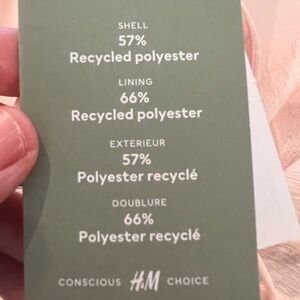 SHELL
57%
Recycled polyester
LINING
66%
Recycled polyester
EXTERIEUR
57%
Polyester recyclé
DOUBLURE
66%
Polyester recyclé
CONSCIOUS H&M CHOICE